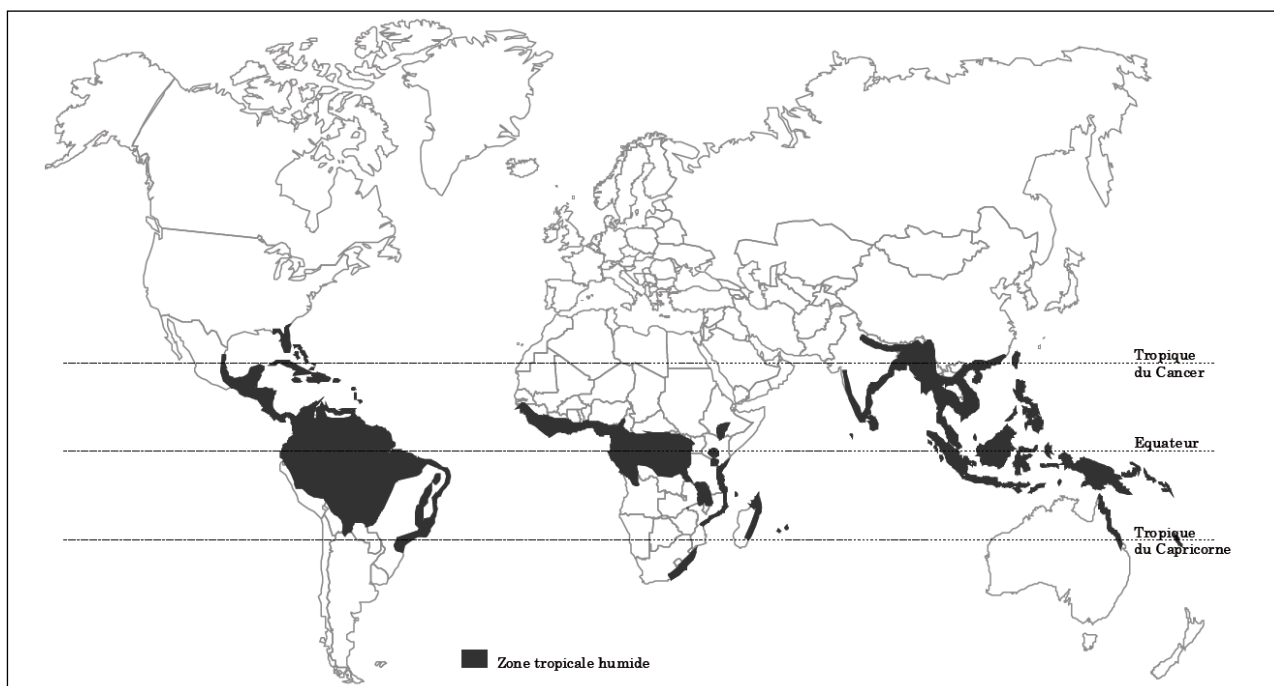 Tropique
du Cancer
Equateur
Tropique
du Capricorne
Zone tropicale humide